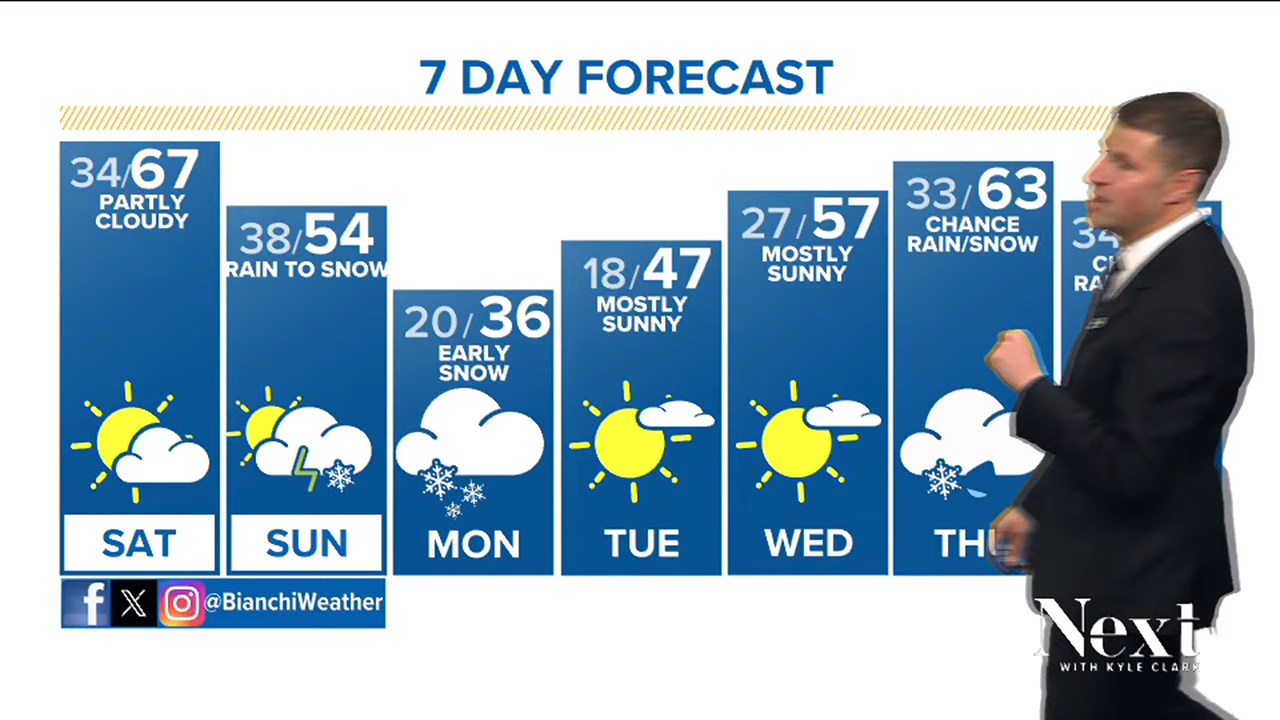 7 DAY FORECAST
34/67
PARTLY
CLOUDY
38/54
RAIN TO SNOW
20/36
EARLY
SNOW
18/47
MOSTLY
SUNNY
27/57
MOSTLY
SUNNY
33/63
CHANCE
RAIN/SNOW
34
SAT
SUN
MON
TUE
WED
THU
@BianchiWeather
Next
WITH KYLE CLARK